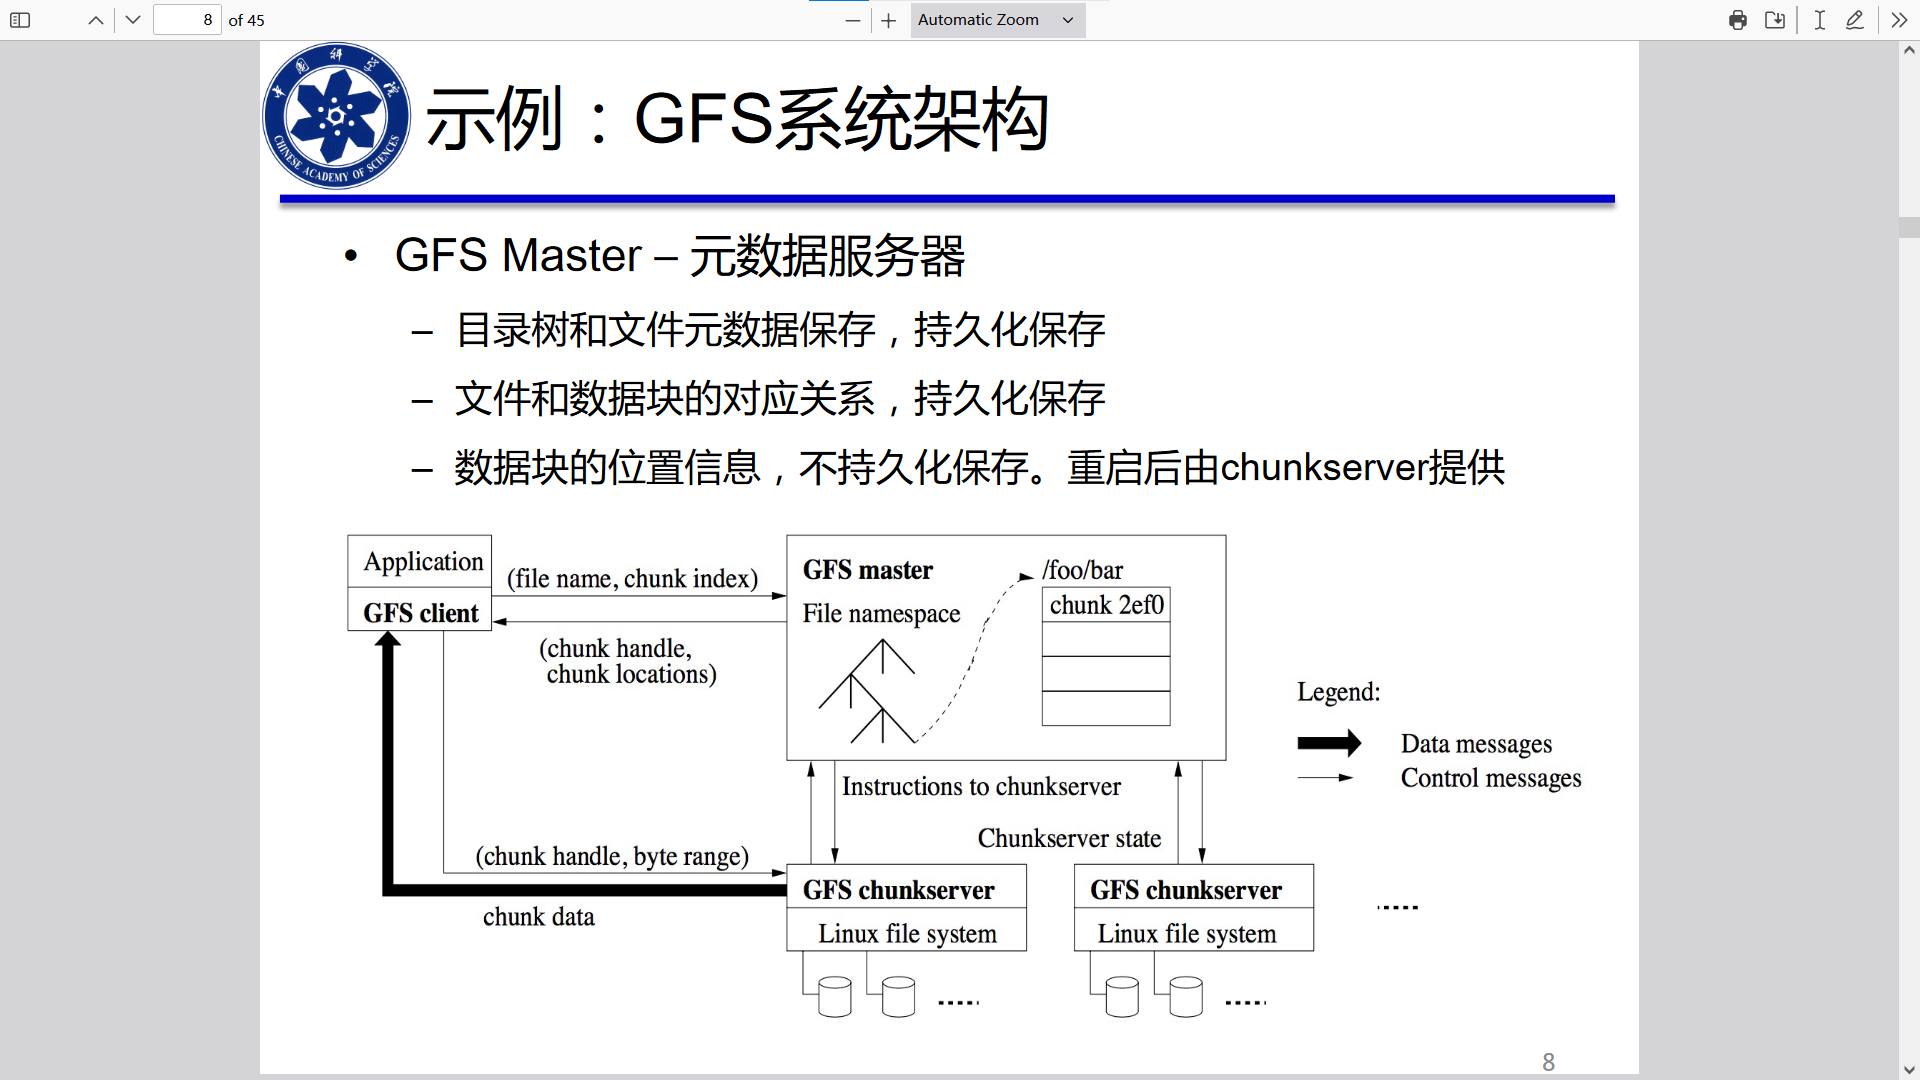 8 of 45
Automatic Zoom
中国科学院
CHINESE ACADEMY OF SCIENCES
示例：GFS系统架构
• GFS Master – 元数据服务器
– 目录树和文件元数据保存，持久化保存
– 文件和数据块的对应关系，持久化保存
– 数据块的位置信息，不持久化保存。重启后由chunkserver提供
Application
GFS client
(file name, chunk index)
(chunk handle,
chunk locations)
GFS master
File namespace
/foo/bar
chunk 2ef0
Legend:
Data messages
Control messages
Instructions to chunkserver
Chunkserver state
(chunk handle, byte range)
chunk data
GFS chunkserver
Linux file system
GFS chunkserver
Linux file system
8